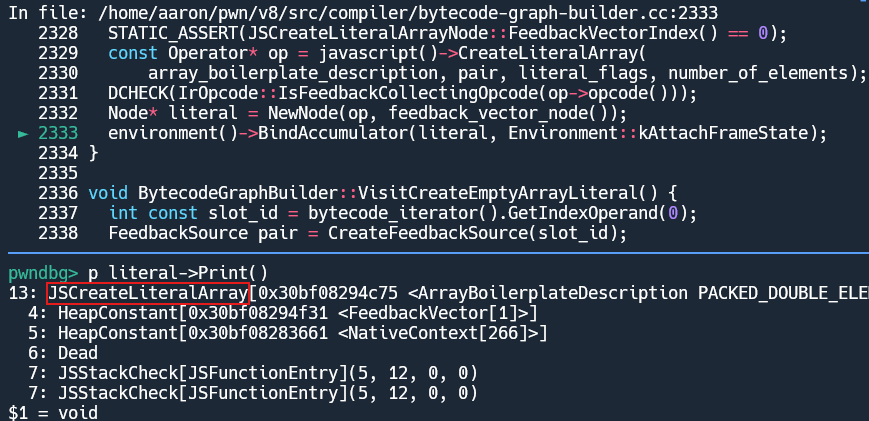 In file: /home/aaron/pwn/v8/src/compiler/bytecode-graph-builder.cc:2333
2328 STATIC_ASSERT(JSCreateLiteralArrayNode::FeedbackVectorIndex() == 0);
2329 const Operator* op = javascript()->CreateLiteralArray(
2330 array_boilerplate_description, pair, literal_flags, number_of_elements);
2331 DCHECK(IrOpcode::IsFeedbackCollectingOpcode(op->opcode()));
2332 Node* literal = NewNode(op, feedback_vector_node());
► 2333 environment()->BindAccumulator(literal, Environment::kAttachFrameState);
2334 }
2335
2336 void BytecodeGraphBuilder::VisitCreateEmptyArrayLiteral() {
2337 int const slot_id = bytecode_iterator().GetIndexOperand(0);
2338 FeedbackSource pair = CreateFeedbackSource(slot_id);
pwndbg> p literal->Print()
13: JSCreateLiteralArray[0x30bf08294c75 <ArrayBoilerplateDescription PACKED_DOUBLE_ELE
4: HeapConstant[0x30bf08294f31 <FeedbackVector[1]>]
5: HeapConstant[0x30bf08283661 <NativeContext[266]>]
6: Dead
7: JSStackCheck[JSFunctionEntry](5, 12, 0, 0)
7: JSStackCheck[JSFunctionEntry](5, 12, 0, 0)
$1 = void